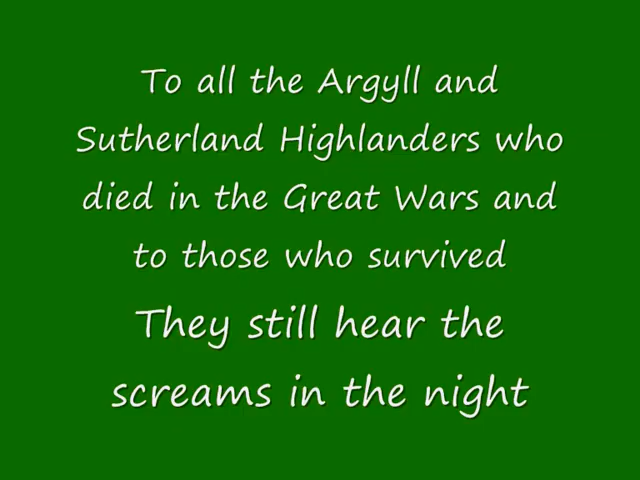 To all the Argyll and
Sutherland Highlanders who
died in the Great Wars and
to those who survived
They still hear the
screams in the night